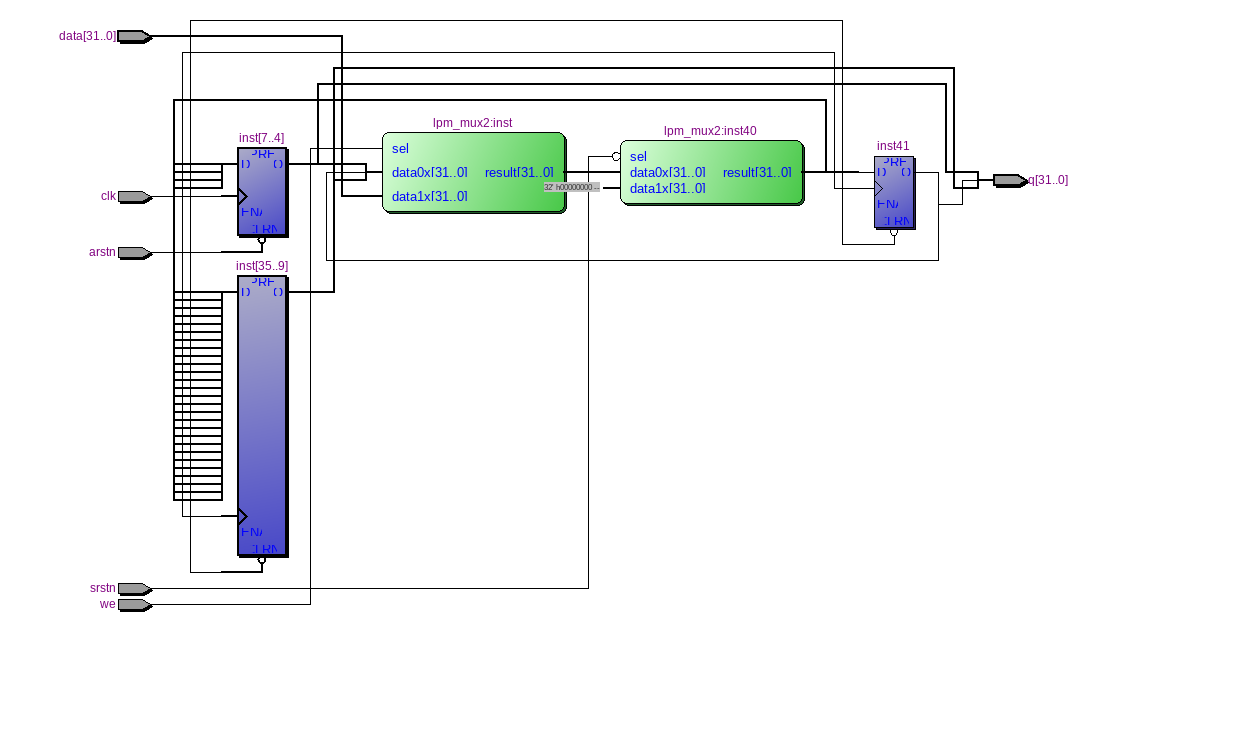 data[31..0]
lpm_mux2:inst
lpm_mux2:inst40
inst[7..4]
inst41
sel
data0x[31..0]
data1x[31..0]
result[31..0]
sel
data0x[31..0]
data1x[31..0]
result[31..0]
32' h00000000 --
PRE
D
Q
ENA
CLRN
PRE
D
Q
ENA
CLRN
q[31..0]
clk
arstn
inst[35..9]
PRE
D
Q
ENA
CLRN
srstn
we